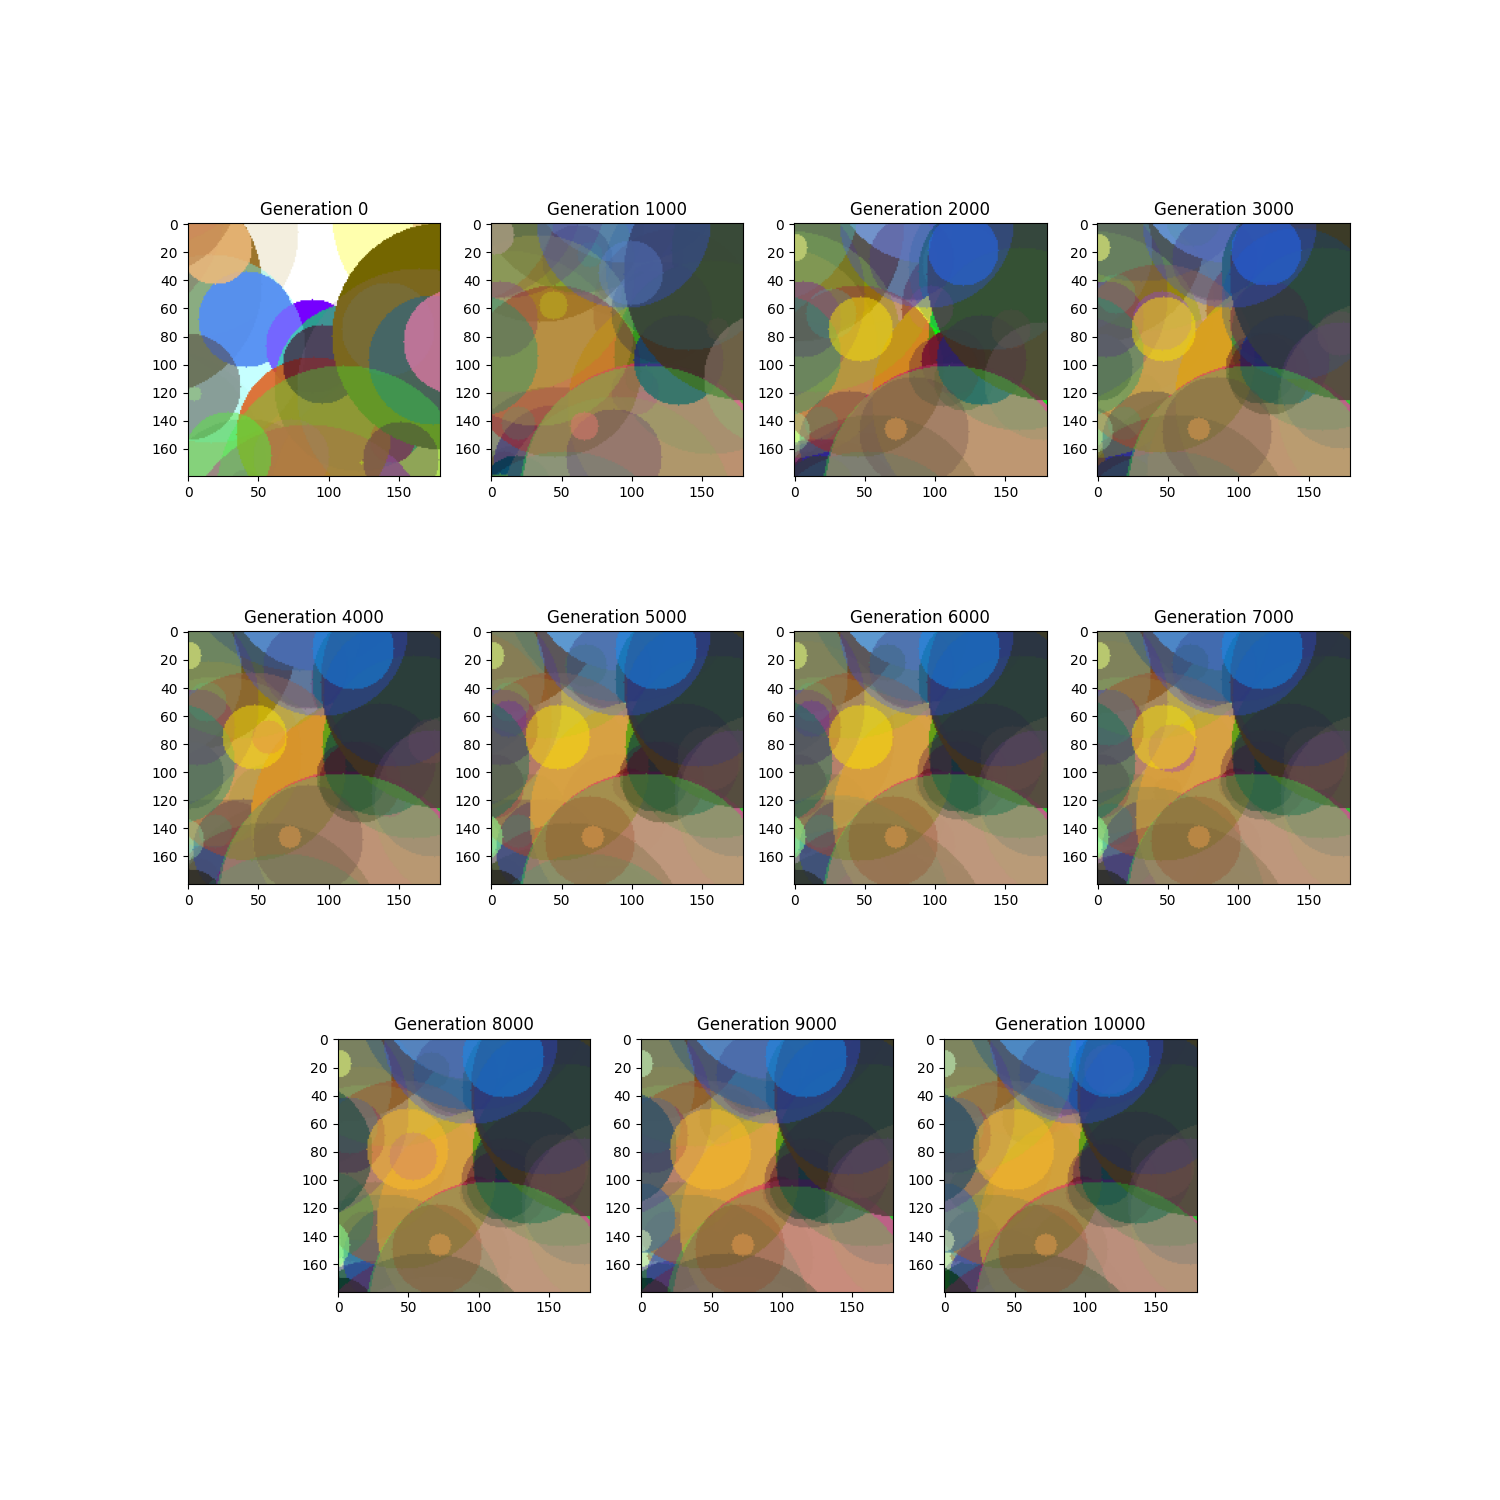 Generation 0 Generation 1000 Generation 2000 Generation 3000
0 0 0 0
20 20 20 20
40 40 40 40
60 60 60 60
80 80 80 80
100 100 100 100
120 120 120 120
140 140 140 140
160 160 160 160
0 50 100 150 0 50 100 150 0 50 100 150 0 50 100 150
Generation 4000 Generation 5000 Generation 6000 Generation 7000
0 0 0 0
20 20 20 20
40 40 40 40
60 60 60 60
80 80 80 80
100 100 100 100
120 120 120 120
140 140 140 140
160 160 160 160
0 50 100 150 0 50 100 150 0 50 100 150 0 50 100 150
Generation 8000 Generation 9000 Generation 10000
0 0 0
20 20 20
40 40 40
60 60 60
80 80 80
100 100 100
120 120 120
140 140 140
160 160 160
0 50 100 150 0 50 100 150 0 50 100 150